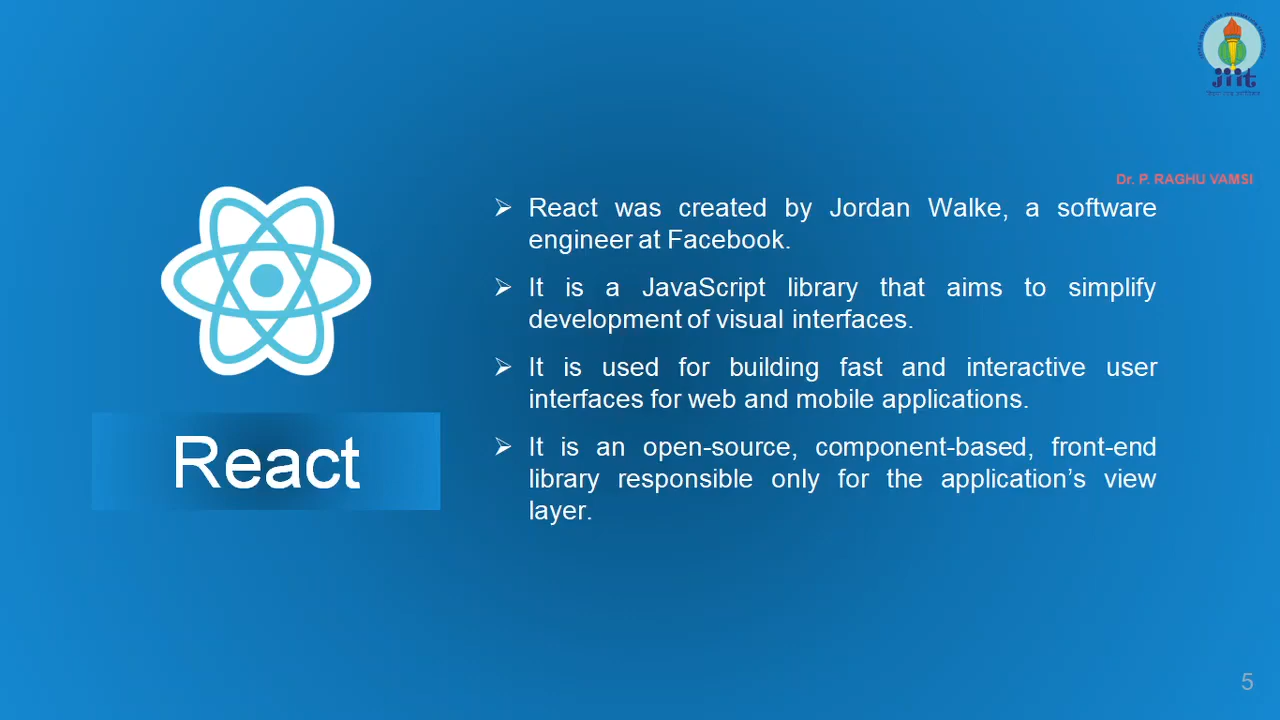 jiit
Dr. P. RAGHU VAMSI
React
➢ React was created by Jordan Walke, a software
engineer at Facebook.
➢ It is a JavaScript library that aims to simplify
development of visual interfaces.
➢ It is used for building fast and interactive user
interfaces for web and mobile applications.
➢ It is an open-source, component-based, front-end
library responsible only for the application’s view
layer.
5